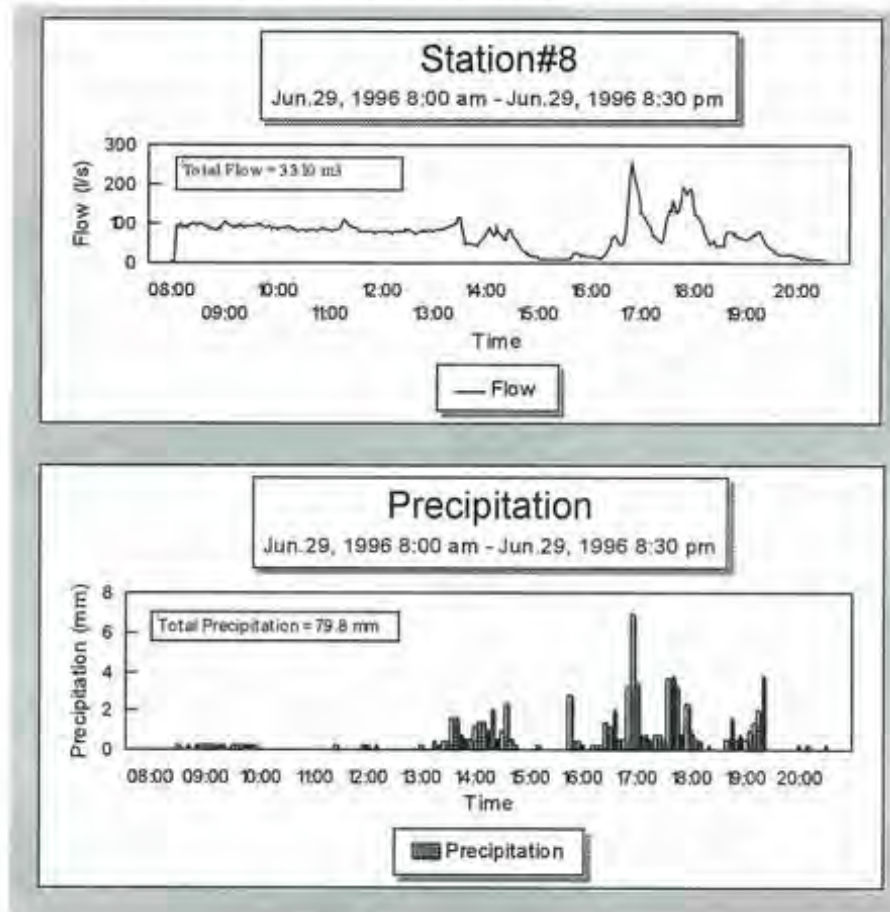 Station#8
Jun.29, 1996 8:00 am - Jun.29, 1996 8:30 pm
300
200
100
0
Flow (l/s)
Total Flow = 3310 m3
08:00 10:00 12:00 14:00 16:00 18:00 20:00
09:00 11:00 13:00 15:00 17:00 19:00
Time
Flow
Precipitation
Jun.29, 1996 8:00 am - Jun.29, 1996 8:30 pm
8
6
4
2
0
Precipitation (mm)
Total Precipitation = 79.8 mm
08:00 09:00 10:00 11:00 12:00 13:00 14:00 15:00 16:00 17:00 18:00 19:00 20:00
Time
Precipitation